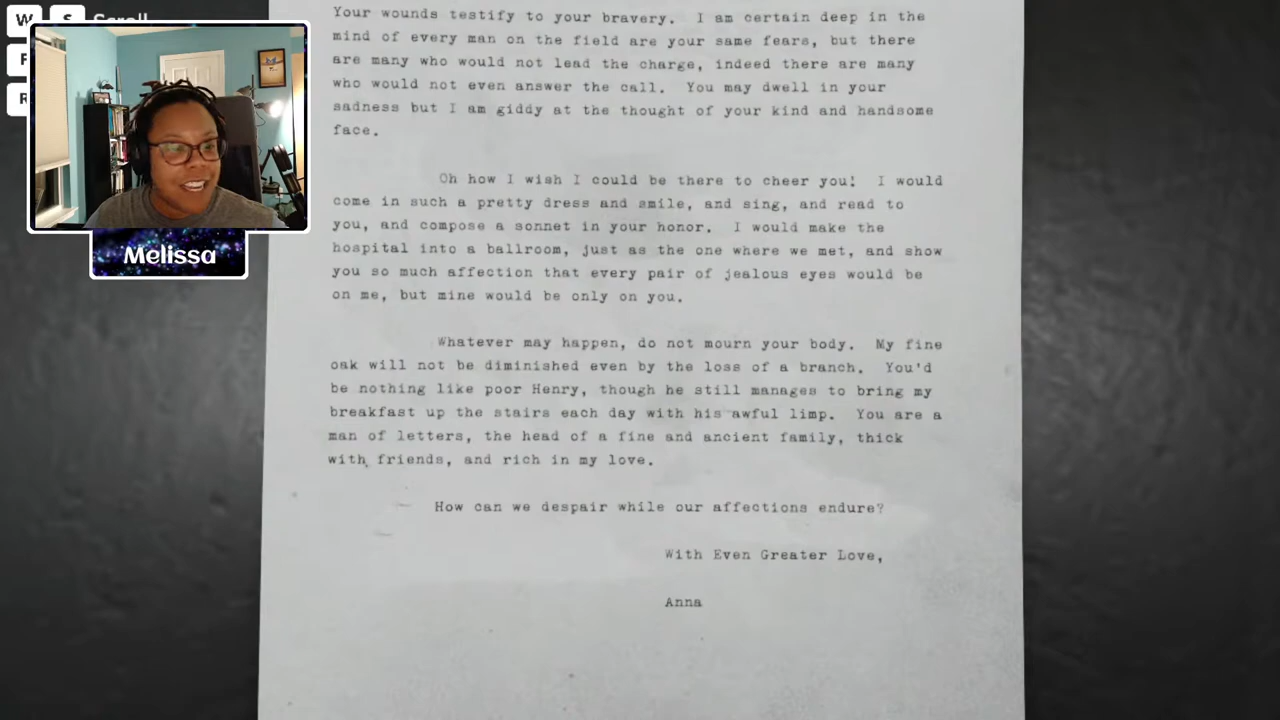 W S Scroll
F
R
Melissa
Your wounds testify to your bravery.  I am certain deep in the
mind of every man on the field are your same fears, but there
are many who would not lead the charge, indeed there are many
who would not even answer the call.  You may dwell in your
sadness but I am giddy at the thought of your kind and handsome
face.
Oh how I wish I could be there to cheer you!  I would
come in such a pretty dress and smile, and sing, and read to
you, and compose a sonnet in your honor.  I would make the
hospital into a ballroom, just as the one where we met, and show
you so much affection that every pair of jealous eyes would be
on me, but mine would be only on you.
Whatever may happen, do not mourn your body.  My fine
oak will not be diminished even by the loss of a branch.  You'd
be nothing like poor Henry, though he still manages to bring my
breakfast up the stairs each day with his awful limp.  You are a
man of letters, the head of a fine and ancient family, thick
with friends, and rich in my love.
How can we despair while our affections endure?
With Even Greater Love,
Anna